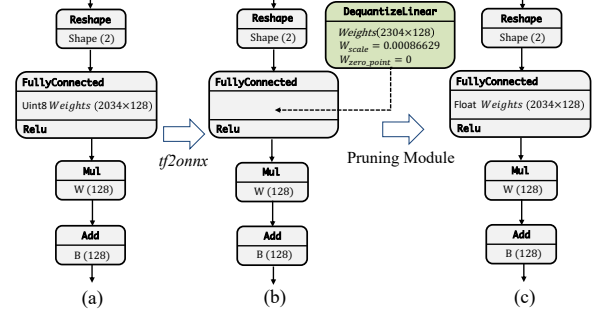 Reshape
Shape (2)
FullyConnected
Uint8 Weights (2034×128)
Relu
Mul
W (128)
Add
B (128)
(a)
tf2onnx
Reshape
Shape (2)
FullyConnected
Relu
Mul
W (128)
Add
B (128)
(b)
DequantizeLinear
Weights(2304×128)
W_scale = 0.00086629
W_zero_point = 0
Pruning Module
Reshape
Shape (2)
FullyConnected
Float Weights (2034×128)
Relu
Mul
W (128)
Add
B (128)
(c)